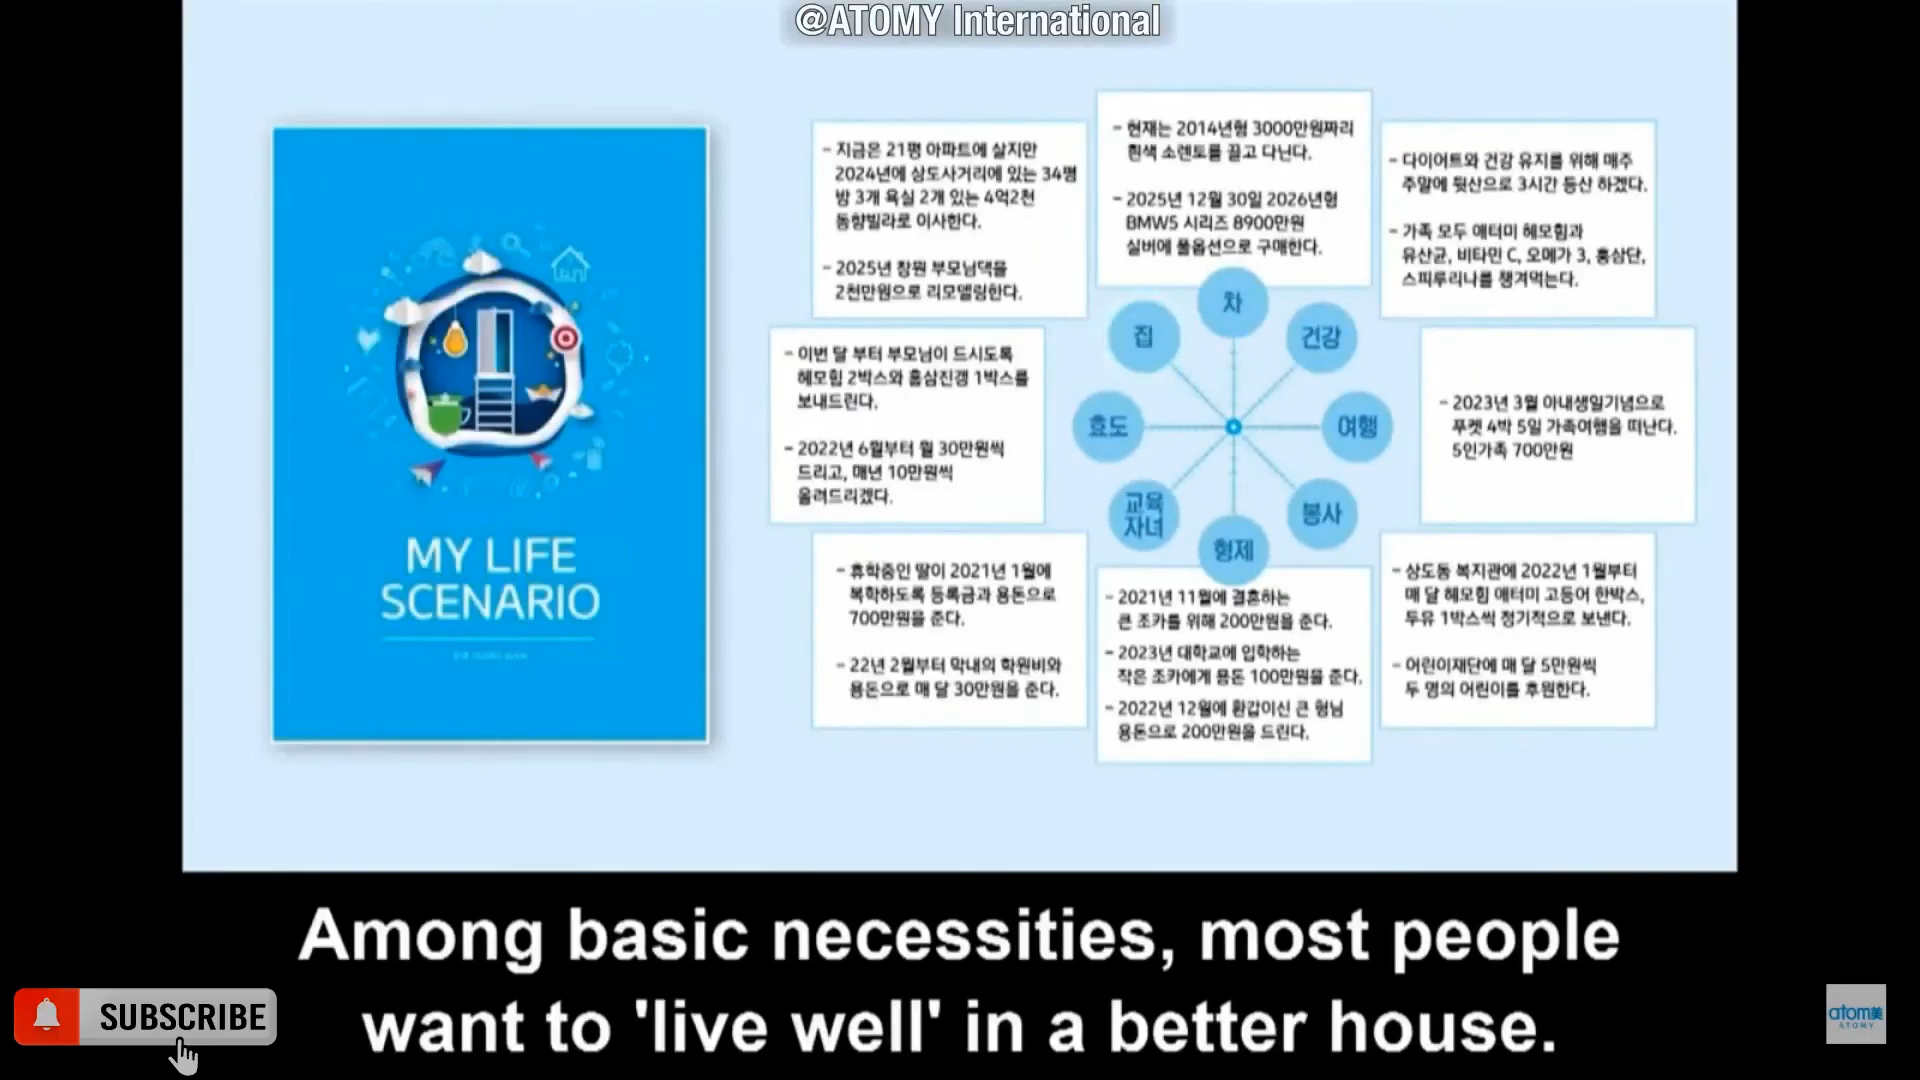 @ATOMY International
MY LIFE
SCENARIO
- 지금은 21평 아파트에 살지만
2024년에 상도사거리에 있는 34평
방 3개 욕실 2개 있는 4억2천
동향빌라로 이사한다.
- 2025년 창원 부모님댁을
2천만원으로 리모델링한다.
- 현재는 2014년형 3000만원짜리
흰색 소렌토를 끌고 다닌다.
- 2025년 12월 30일 2026년형
BMW5 시리즈 8900만원
실버에 풀옵션으로 구매한다.
- 다이어트와 건강 유지를 위해 매주
주말에 뒷산으로 3시간 등산 하겠다.
- 가족 모두 애터미 헤모힘과
유산균, 비타민 C, 오메가 3, 홍삼단,
스피루리나를 챙겨먹는다.
- 이번 달 부터 부모님이 드시도록
헤모힘 2박스와 홍삼진갱 1박스를
보내드린다.
- 2022년 6월부터 월 30만원씩
드리고, 매년 10만원씩
올려드리겠다.
차
집
건강
효도
여행
교육
자녀
봉사
형제
- 2023년 3월 아내생일기념으로
푸켓 4박 5일 가족여행을 떠난다.
5인가족 700만원
- 휴학중인 딸이 2021년 1월에
복학하도록 등록금과 용돈으로
700만원을 준다.
- 22년 2월부터 막내의 학원비와
용돈으로 매 달 30만원을 준다.
- 2021년 11월에 결혼하는
큰 조카를 위해 200만원을 준다.
- 2023년 대학교에 입학하는
작은 조카에게 용돈 100만원을 준다.
- 2022년 12월에 환갑이신 큰 형님
용돈으로 200만원을 드린다.
- 상도동 복지관에 2022년 1월부터
매 달 헤모힘 애터미 고등어 한박스,
두유 1박스씩 정기적으로 보낸다.
- 어린이재단에 매 달 5만원씩
두 명의 어린이를 후원한다.
Among basic necessities, most people
want to 'live well' in a better house.
SUBSCRIBE
atom美
ATOMY